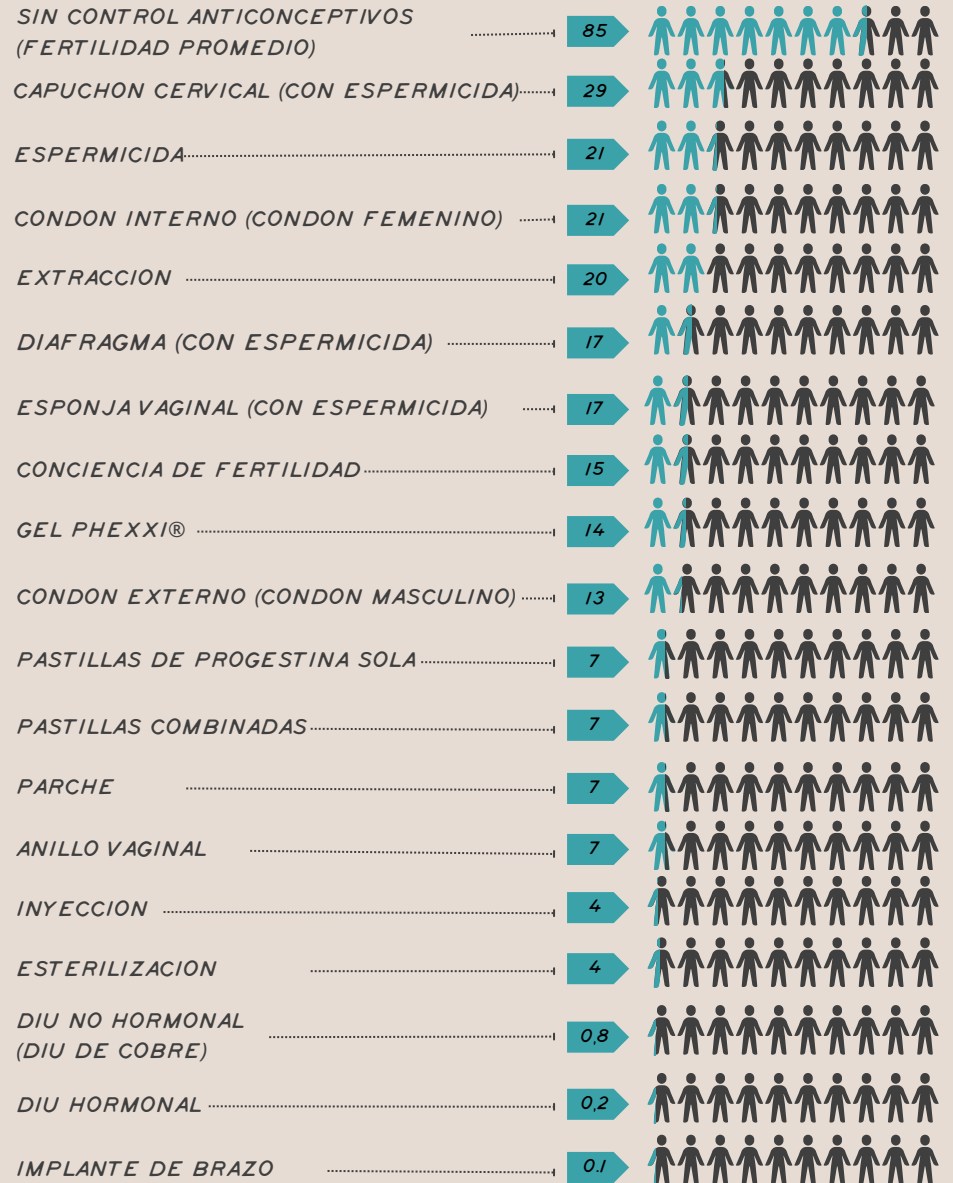 SIN CONTROL ANTICONCEPTIVOS
(FERTILIDAD PROMEDIO) 85
CAPUCHON CERVICAL (CON ESPERMICIDA) 29
ESPERMICIDA 21
CONDON INTERNO (CONDON FEMENINO) 21
EXTRACCION 20
DIAFRAGMA (CON ESPERMICIDA) 17
ESPONJA VAGINAL (CON ESPERMICIDA) 17
CONCIENCIA DE FERTILIDAD 15
GEL PHEXXI® 14
CONDON EXTERNO (CONDON MASCULINO) 13
PASTILLAS DE PROGESTINA SOLA 7
PASTILLAS COMBINADAS 7
PARCHE 7
ANILLO VAGINAL 7
INYECCION 4
ESTERILIZACION 4
DIU NO HORMONAL
(DIU DE COBRE) 0,8
DIU HORMONAL 0,2
IMPLANTE DE BRAZO 0.1